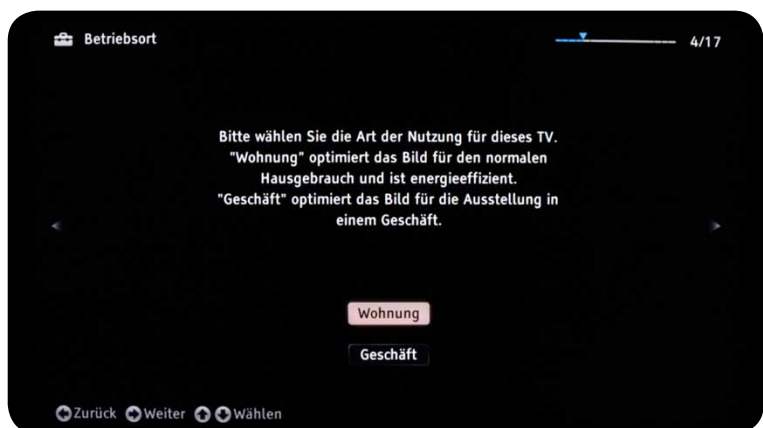 Betriebsort
4/17
Bitte wählen Sie die Art der Nutzung für dieses TV.
"Wohnung" optimiert das Bild für den normalen
Hausgebrauch und ist energieeffizient.
"Geschäft" optimiert das Bild für die Ausstellung in
einem Geschäft.
Wohnung
Geschäft
Zurück Weiter Wählen